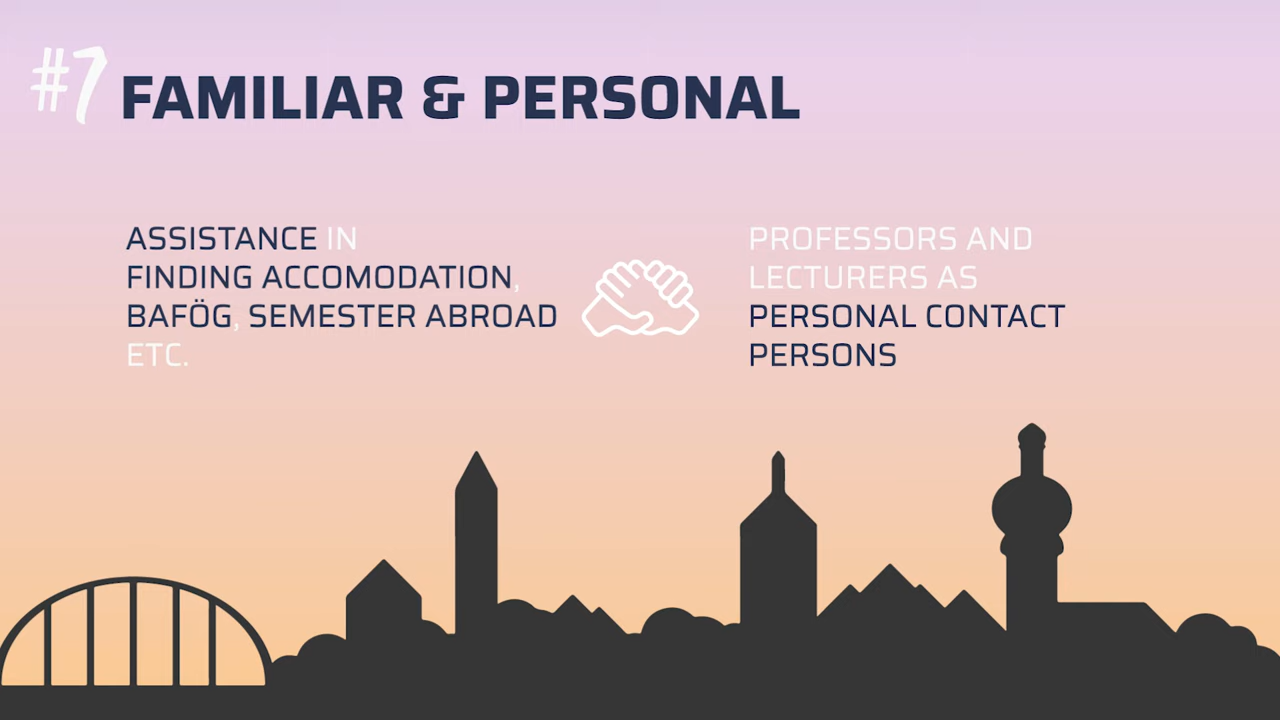 #7 FAMILIAR & PERSONAL
ASSISTANCE IN
FINDING ACCOMODATION,
BAFÖG, SEMESTER ABROAD
ETC.
PROFESSORS AND
LECTURERS AS
PERSONAL CONTACT
PERSONS